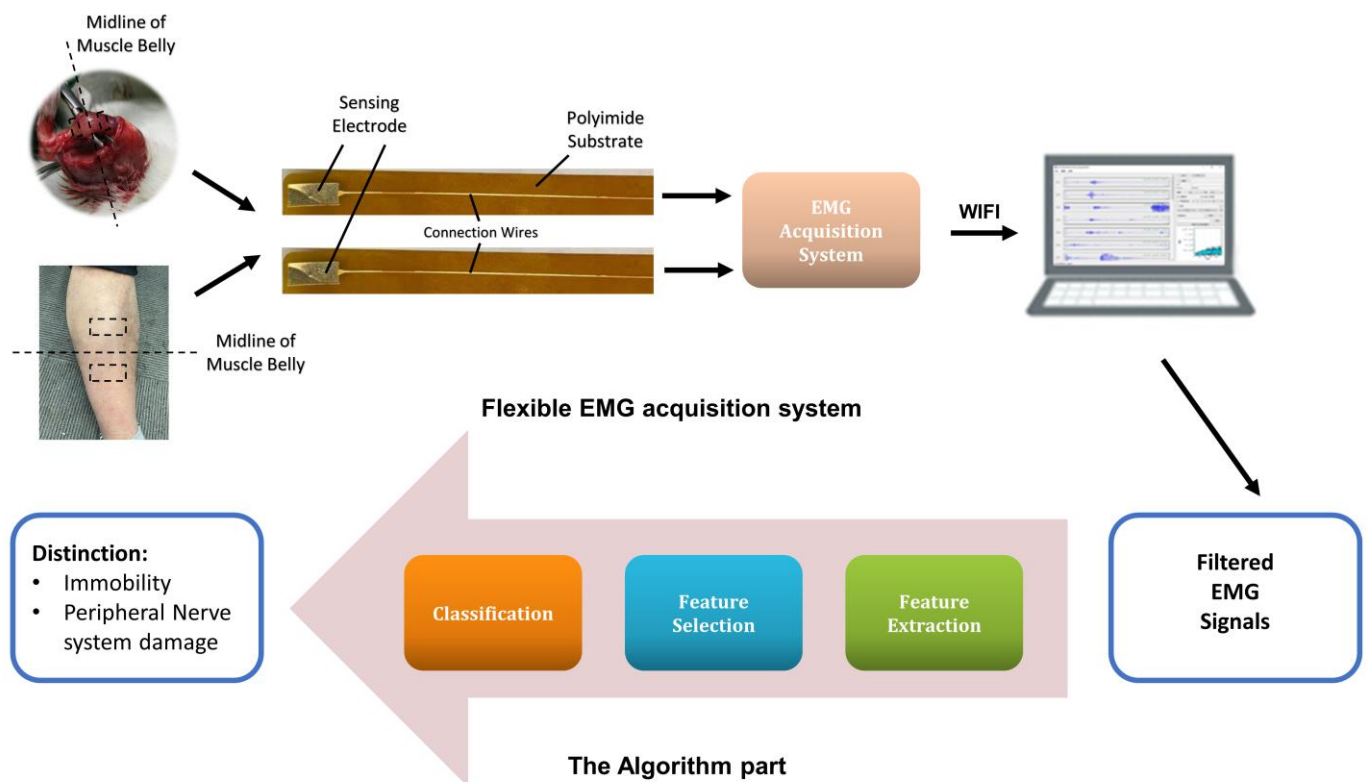 Midline of
Muscle Belly
Sensing
Electrode
Polyimide
Substrate
Connection Wires
EMG
Acquisition
System
WIFI
Midline of
Muscle Belly
Flexible EMG acquisition system
Distinction:
• Immobility
• Peripheral Nerve
system damage
Classification
Feature
Selection
Feature
Extraction
Filtered
EMG
Signals
The Algorithm part